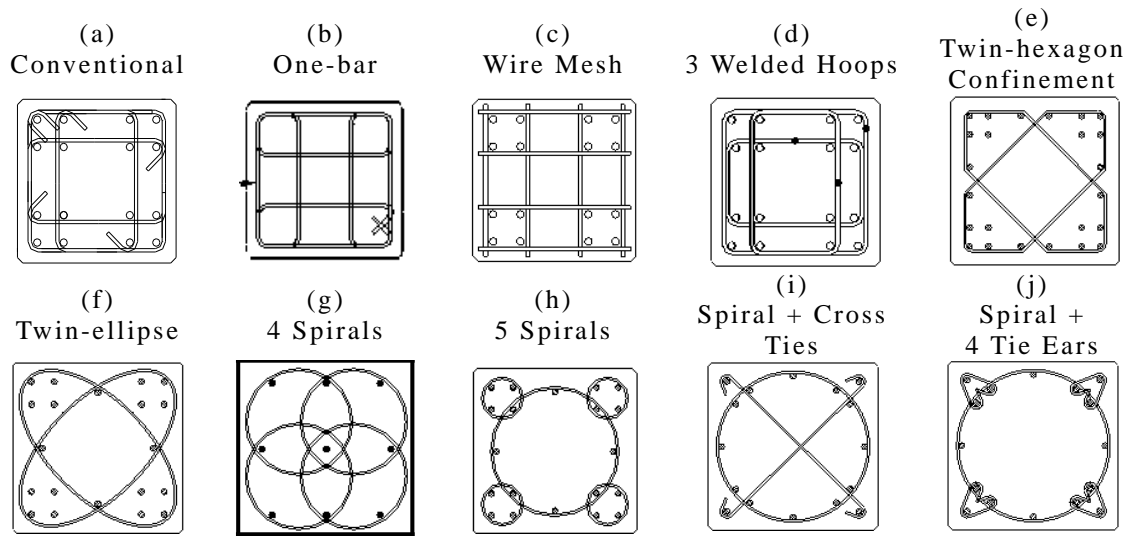 (a)
Conventional
(b)
One-bar
(c)
Wire Mesh
(d)
3 Welded Hoops
(e)
Twin-hexagon
Confinement
(f)
Twin-ellipse
(g)
4 Spirals
(h)
5 Spirals
(i)
Spiral + Cross
Ties
(j)
Spiral +
4 Tie Ears